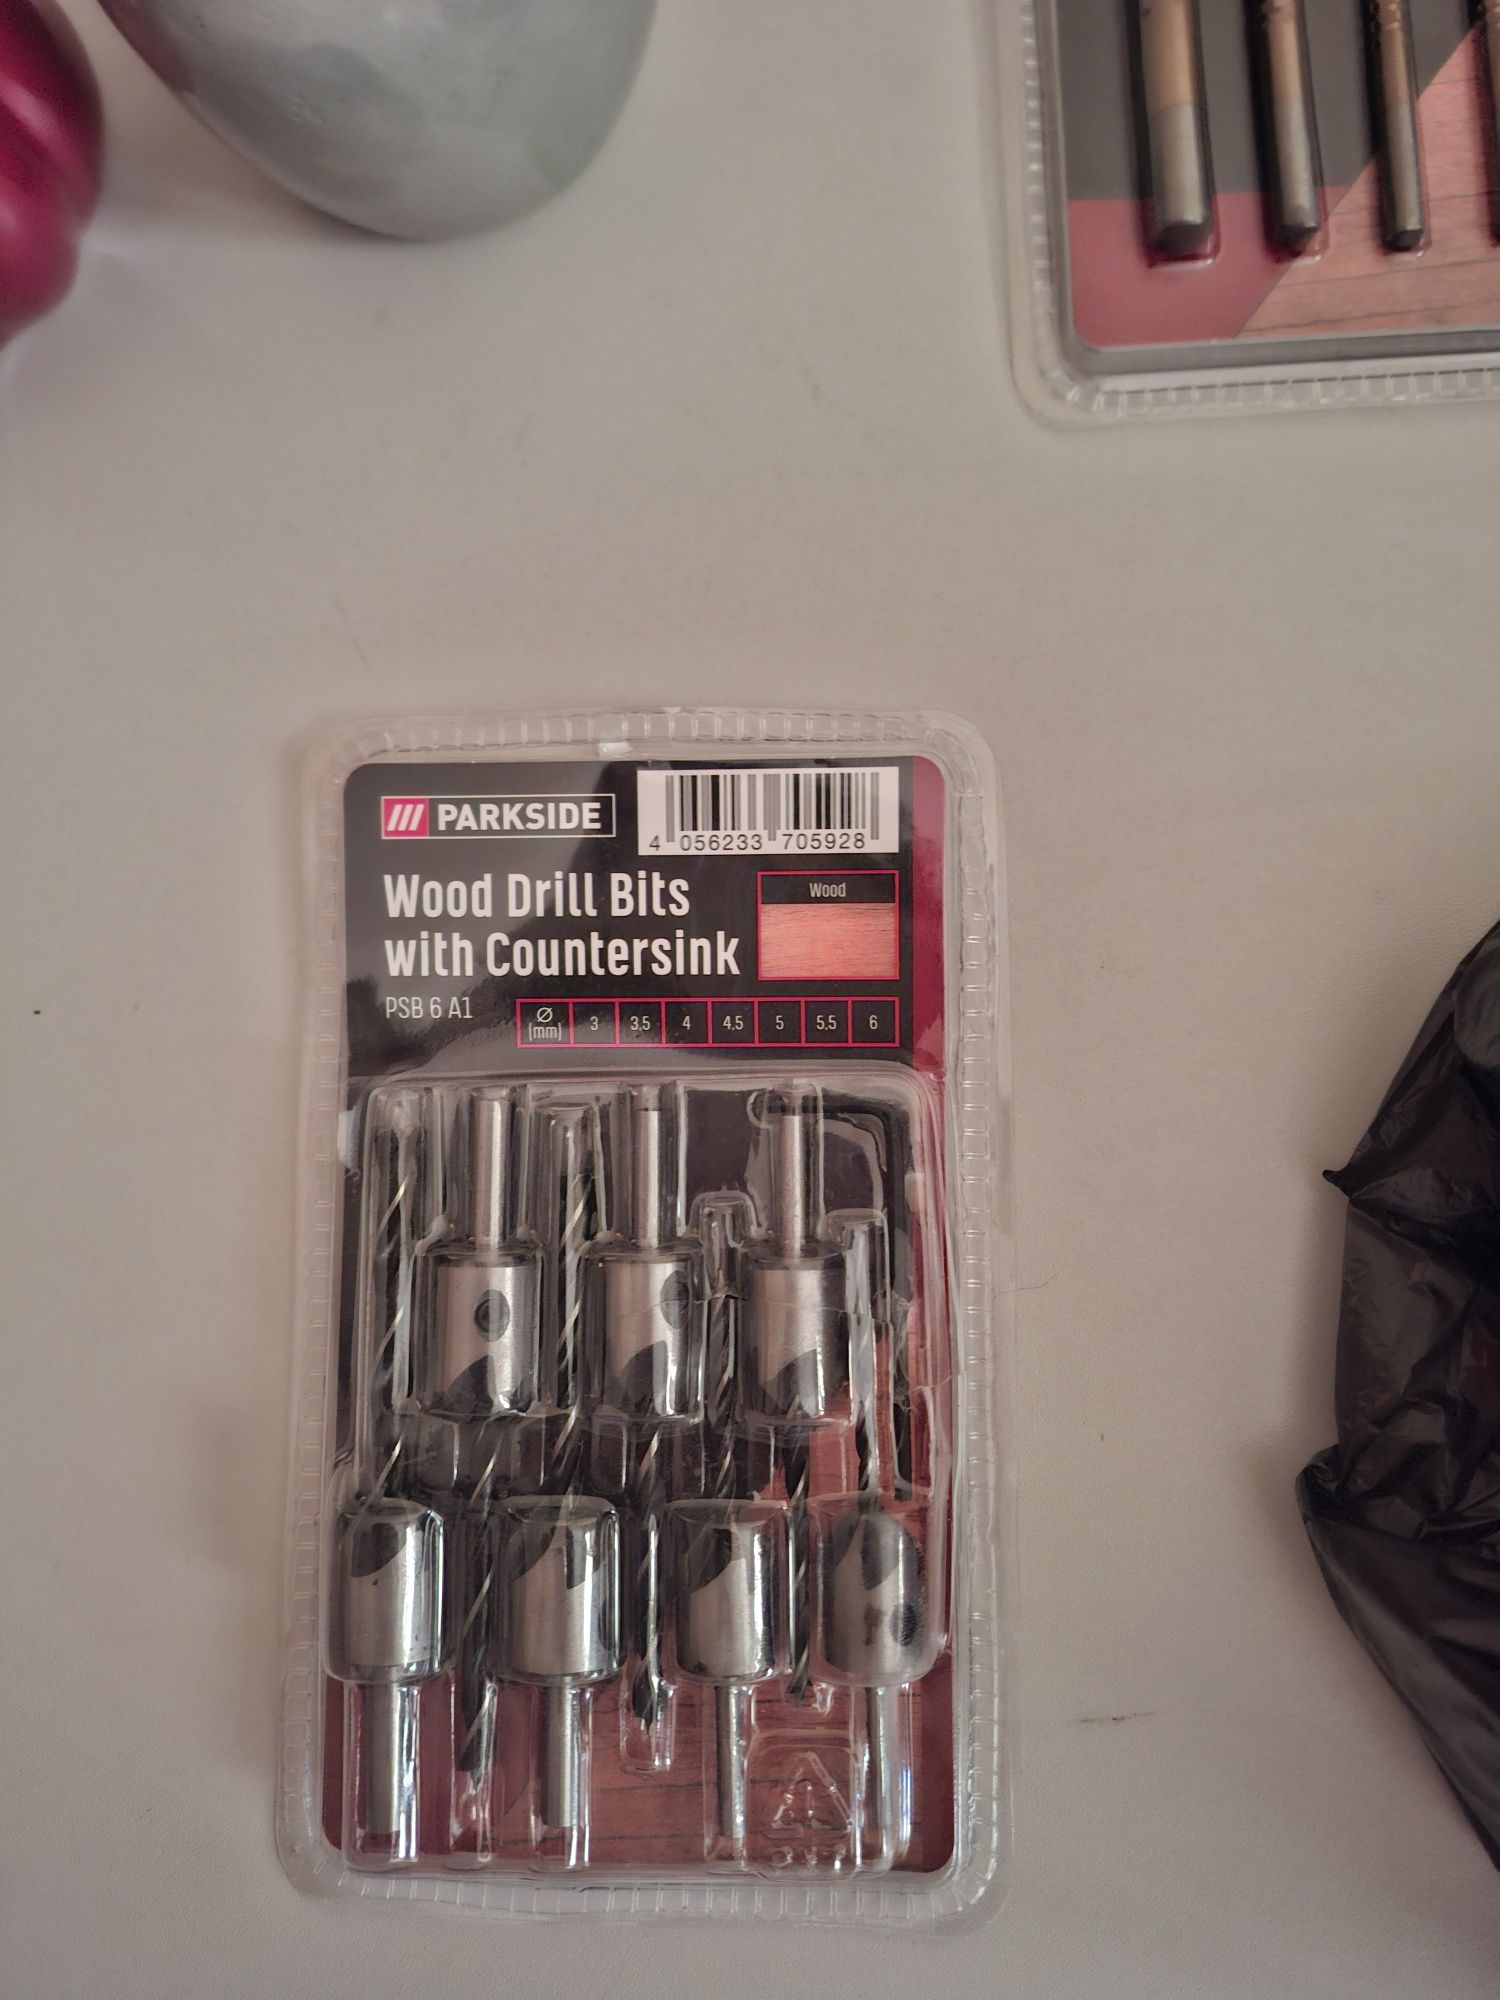 /// PARKSIDE
4 056233 705928
Wood Drill Bits
with Countersink
Wood
PSB 6 A1
Ø (mm) 3 3,5 4 4,5 5 5,5 6